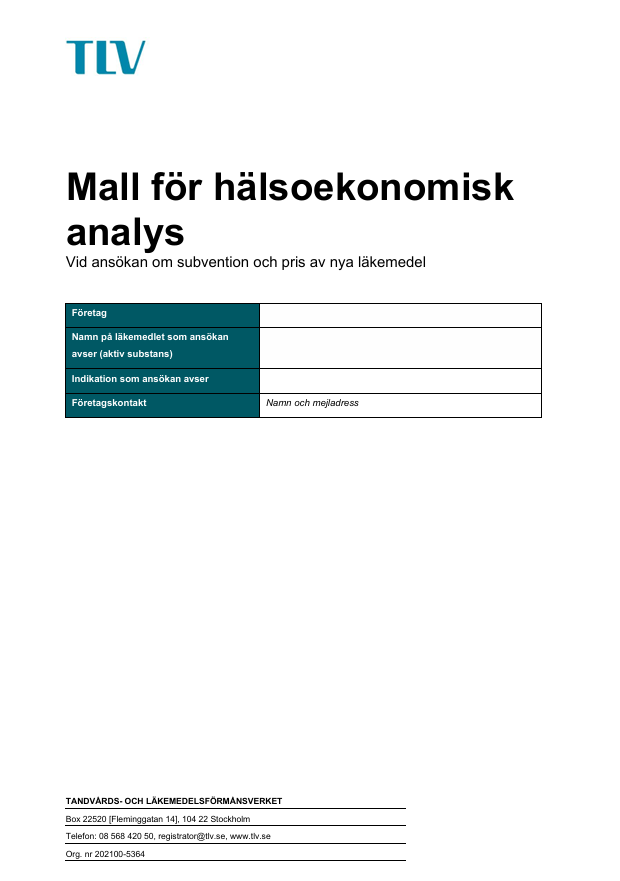 TLV
Mall för hälsoekonomisk
analys
Vid ansökan om subvention och pris av nya läkemedel
Företag
Namn på läkemedlet som ansökan
avser (aktiv substans)
Indikation som ansökan avser
Företagskontakt
Namn och mejladress
TANDVÅRDS- OCH LÄKEMEDELSFÖRMÅNSVERKET
Box 22520 [Fleminggatan 14], 104 22 Stockholm
Telefon: 08 568 420 50, registrator@tlv.se, www.tlv.se
Org. nr 202100-5364